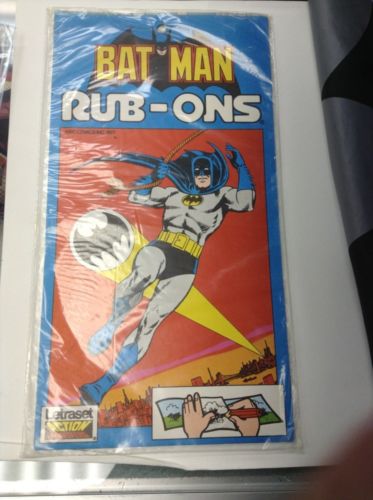 BATMAN
RUB-ONS
Letraset
ACTION